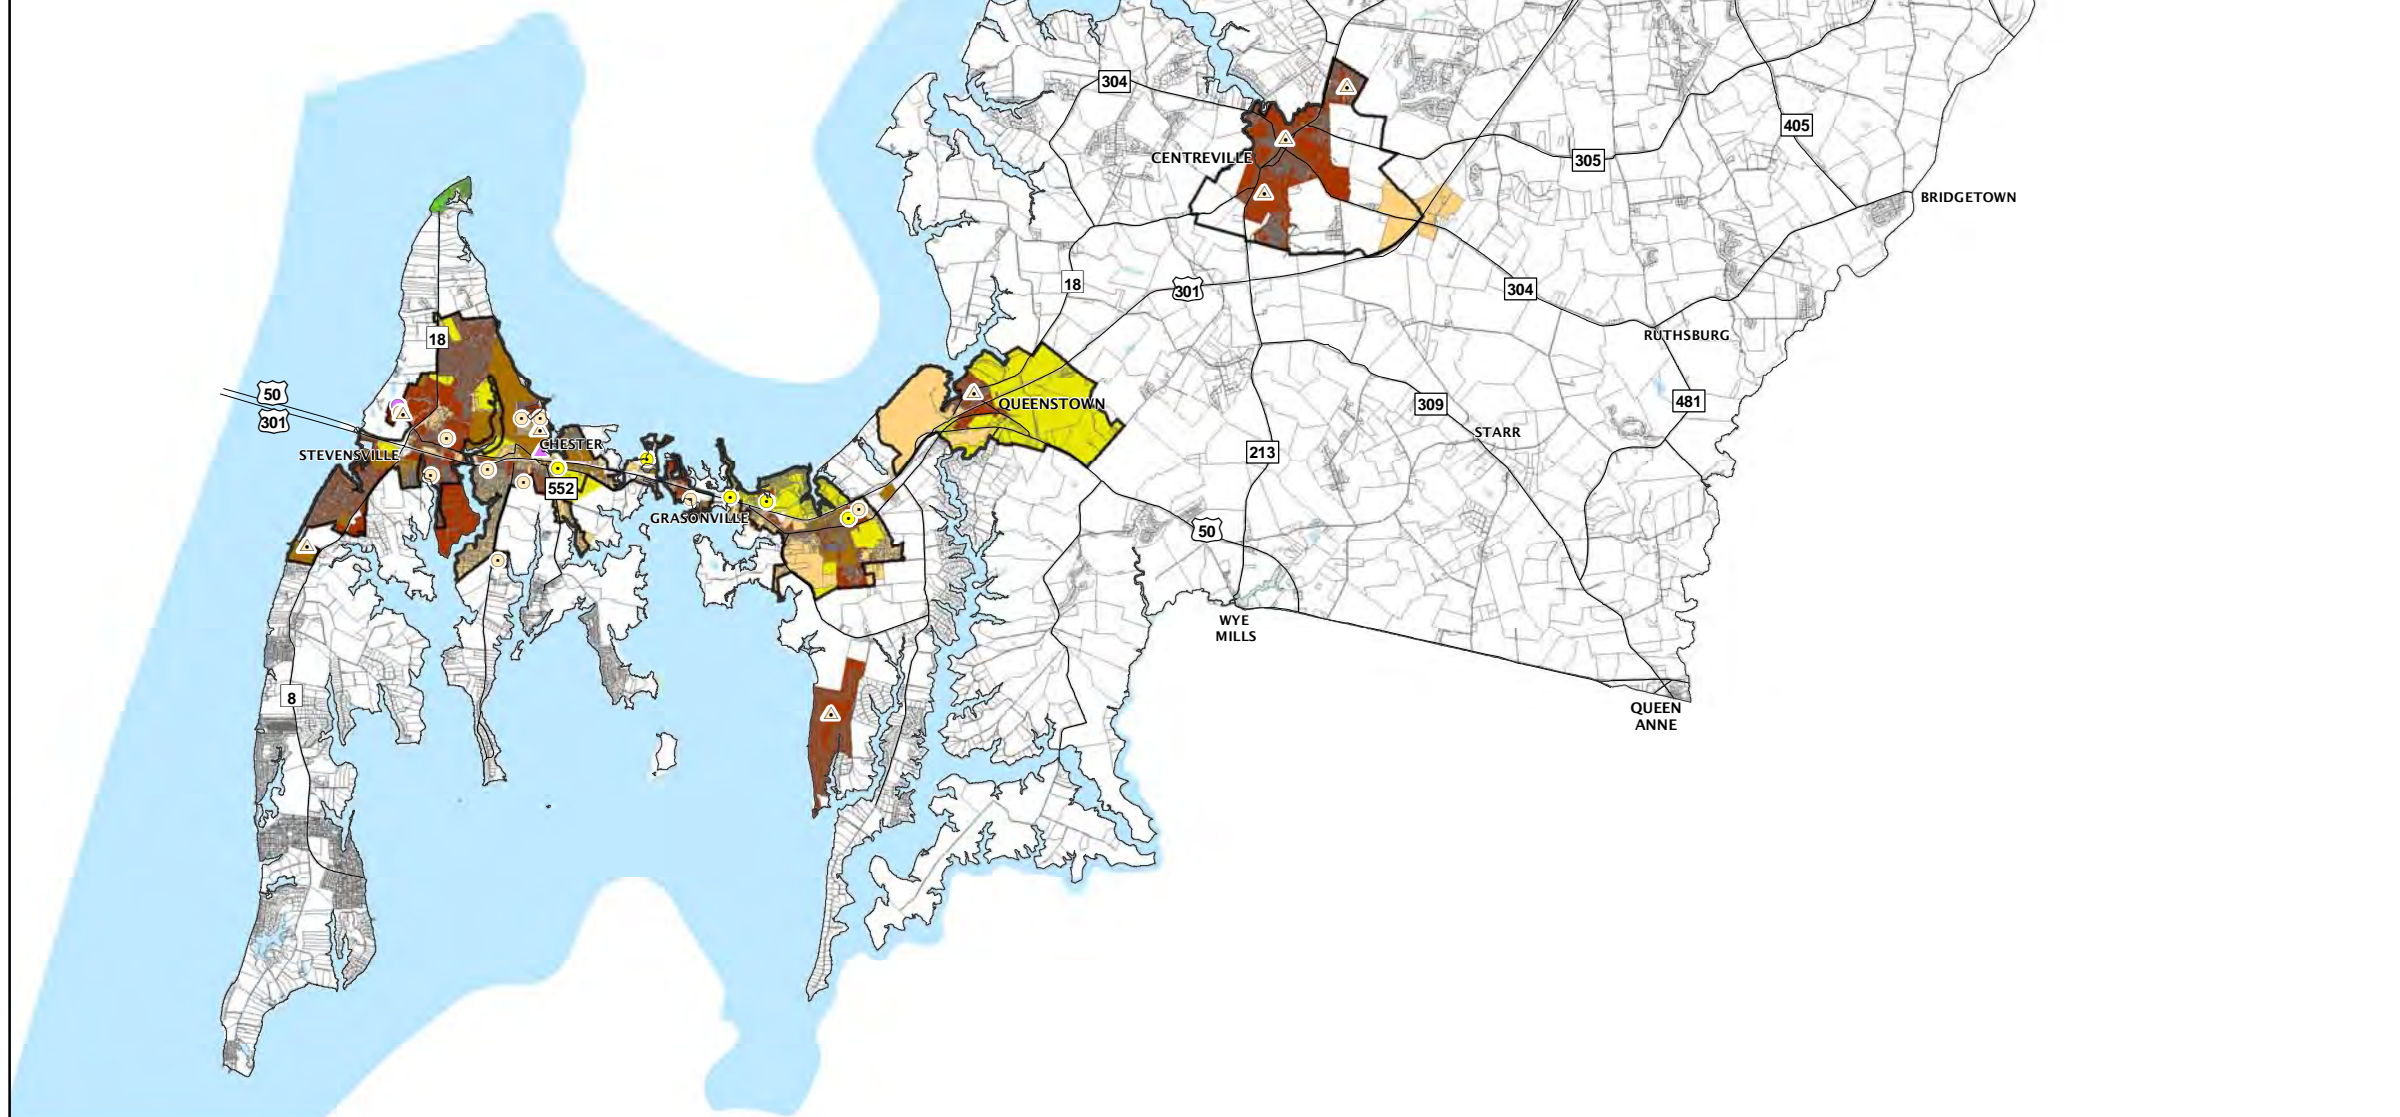 304
405
CENTREVILLE
305
BRIDGETOWN
18
301
304
RUTHSBURG
18
50
301
QUEENSTOWN
309
481
STARR
CHESTER
STEVENSVILLE
213
552
GRASONVILLE
50
WYE
MILLS
8
QUEEN
ANNE